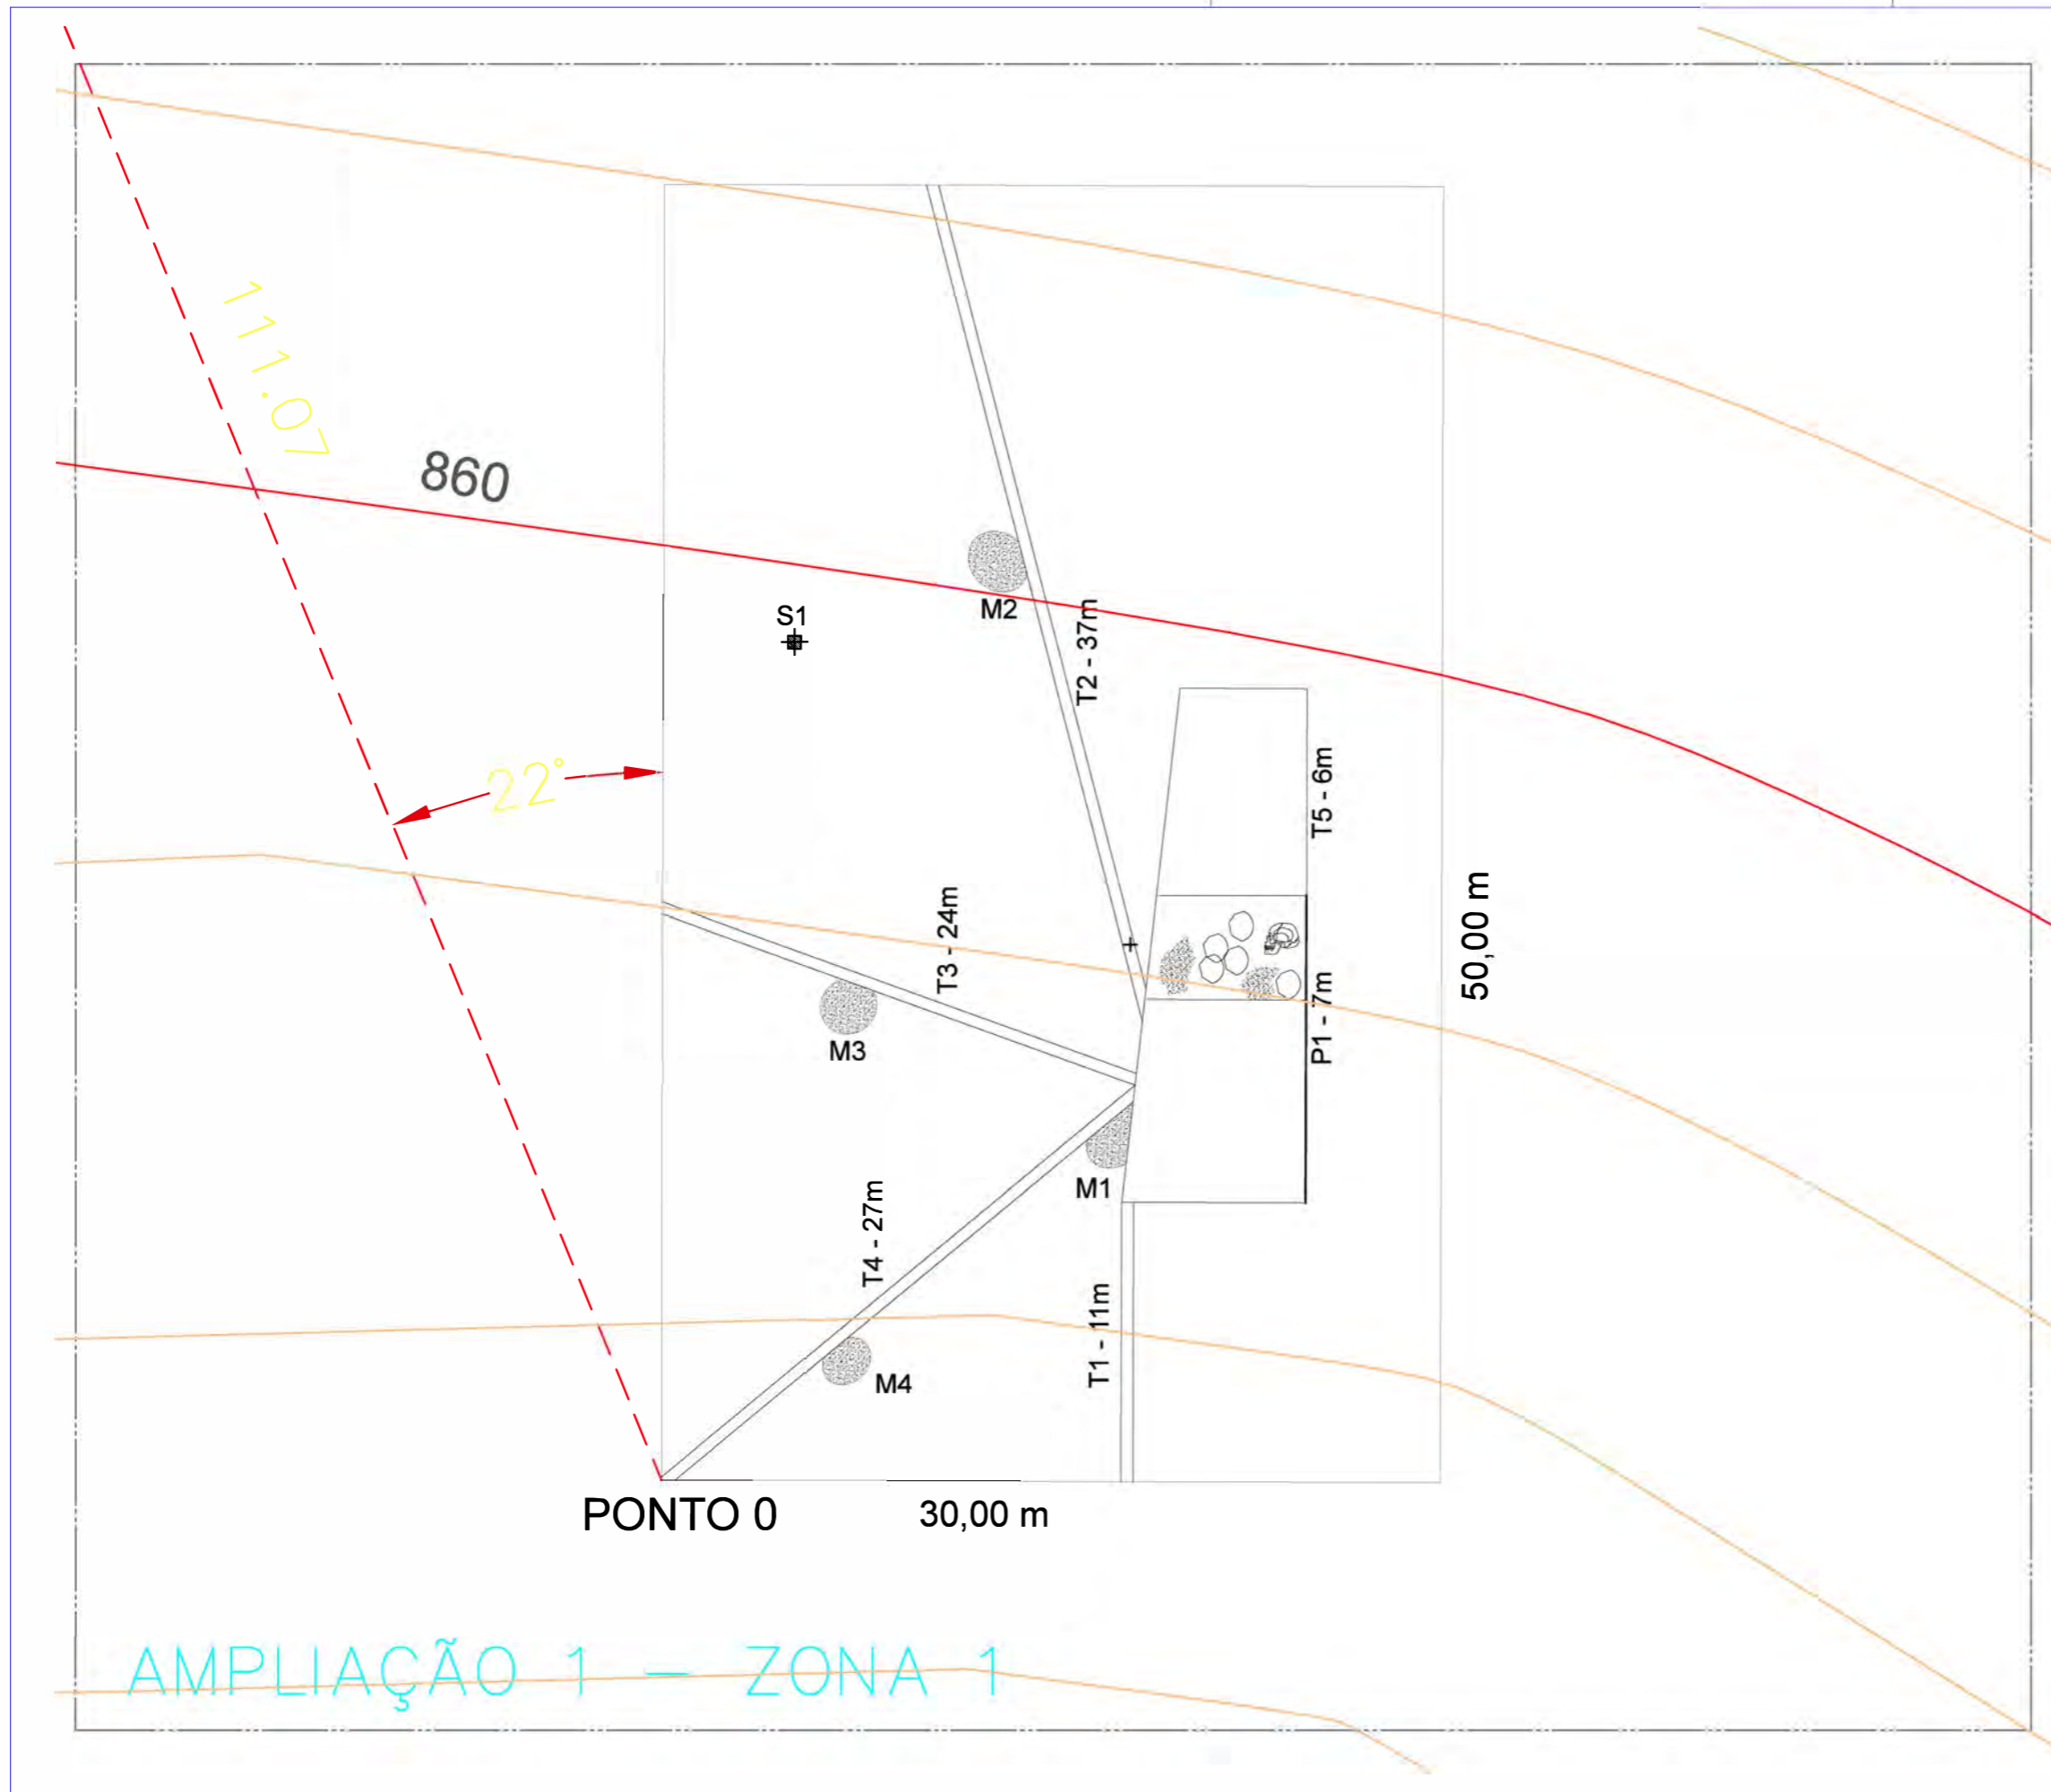 111.07
860
M2
S1
T2 - 37m
22°
T5 - 6m
T3 - 24m
50,00 m
P1 - 7m
M3
M1
T4 - 27m
T1 - 11m
M4
PONTO 0
30,00 m
AMPLIAÇÃO 1 — ZONA 1